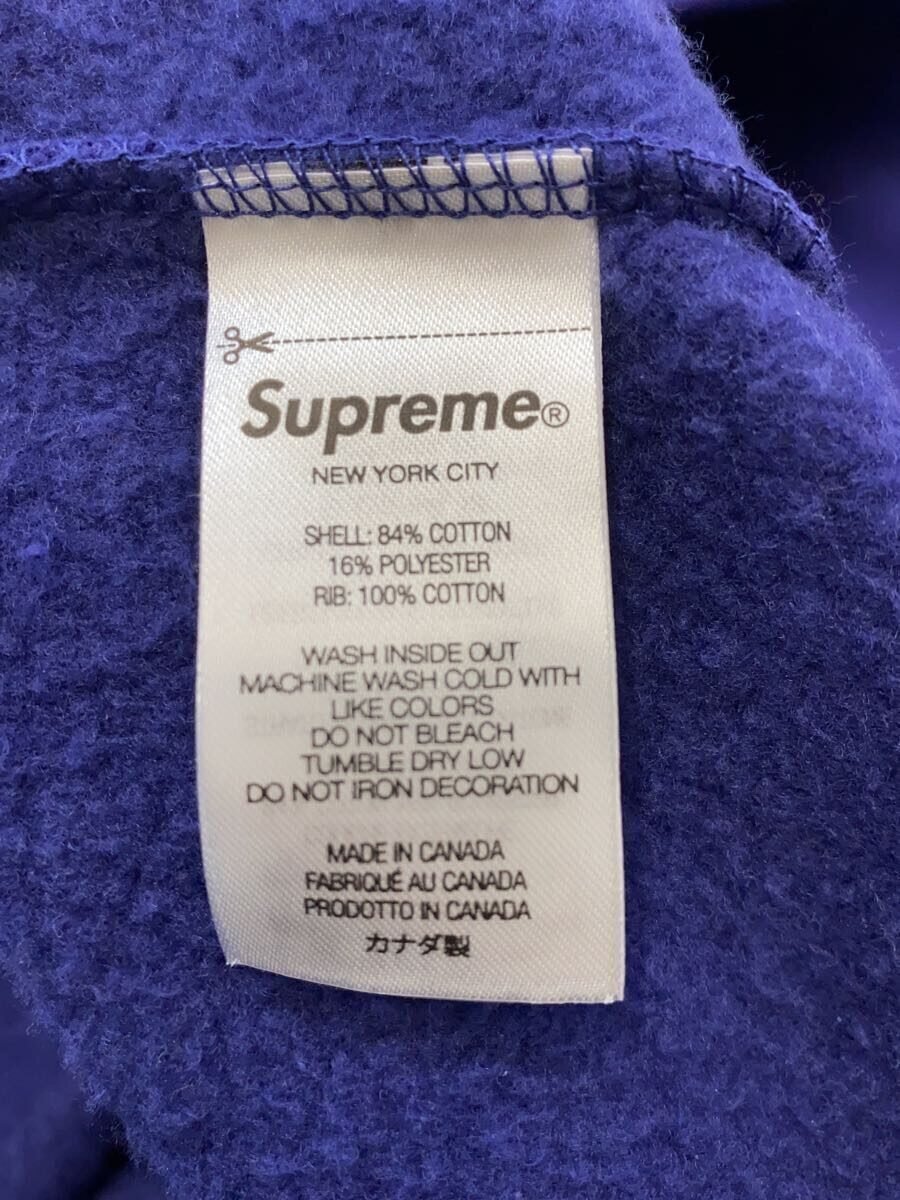 Supreme®
NEW YORK CITY
SHELL: 84% COTTON
16% POLYESTER
RIB: 100% COTTON
WASH INSIDE OUT
MACHINE WASH COLD WITH
LIKE COLORS
DO NOT BLEACH
TUMBLE DRY LOW
DO NOT IRON DECORATION
MADE IN CANADA
FABRIQUÉ AU CANADA
PRODOTTO IN CANADA
カナダ製